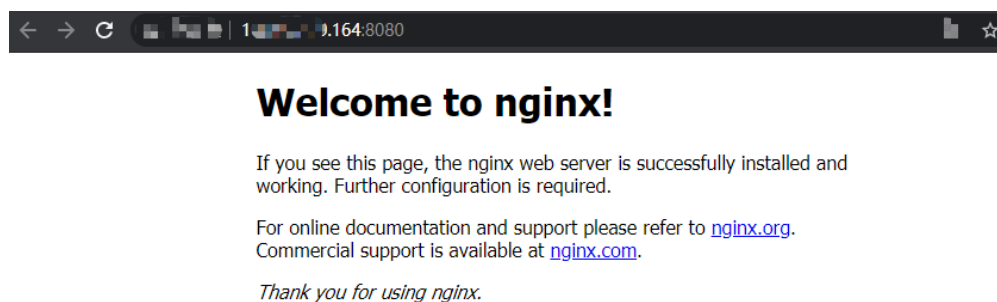 .164:8080
Welcome to nginx!
If you see this page, the nginx web server is successfully installed and
working. Further configuration is required.
For online documentation and support please refer to nginx.org.
Commercial support is available at nginx.com.
Thank you for using nginx.